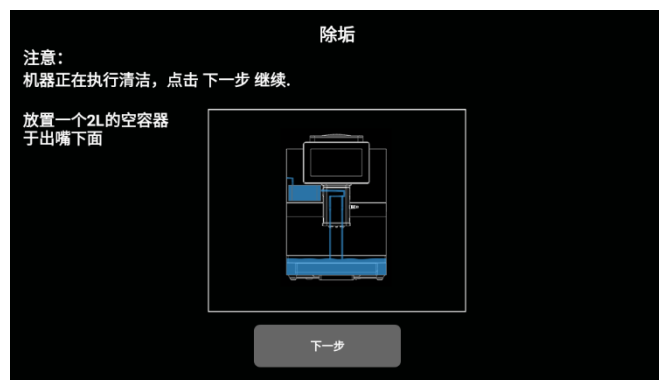 除垢
注意：
机器正在执行清洁，点击 下一步 继续.
放置一个2L的空容器
于出嘴下面
下一步